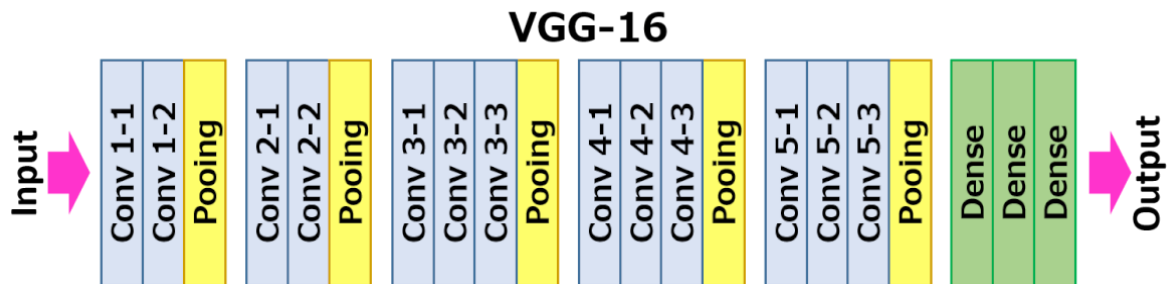 VGG-16
Input
Conv 1-1
Conv 1-2
Pooing
Conv 2-1
Conv 2-2
Pooing
Conv 3-1
Conv 3-2
Conv 3-3
Pooing
Conv 4-1
Conv 4-2
Conv 4-3
Pooing
Conv 5-1
Conv 5-2
Conv 5-3
Pooing
Dense
Dense
Dense
Output